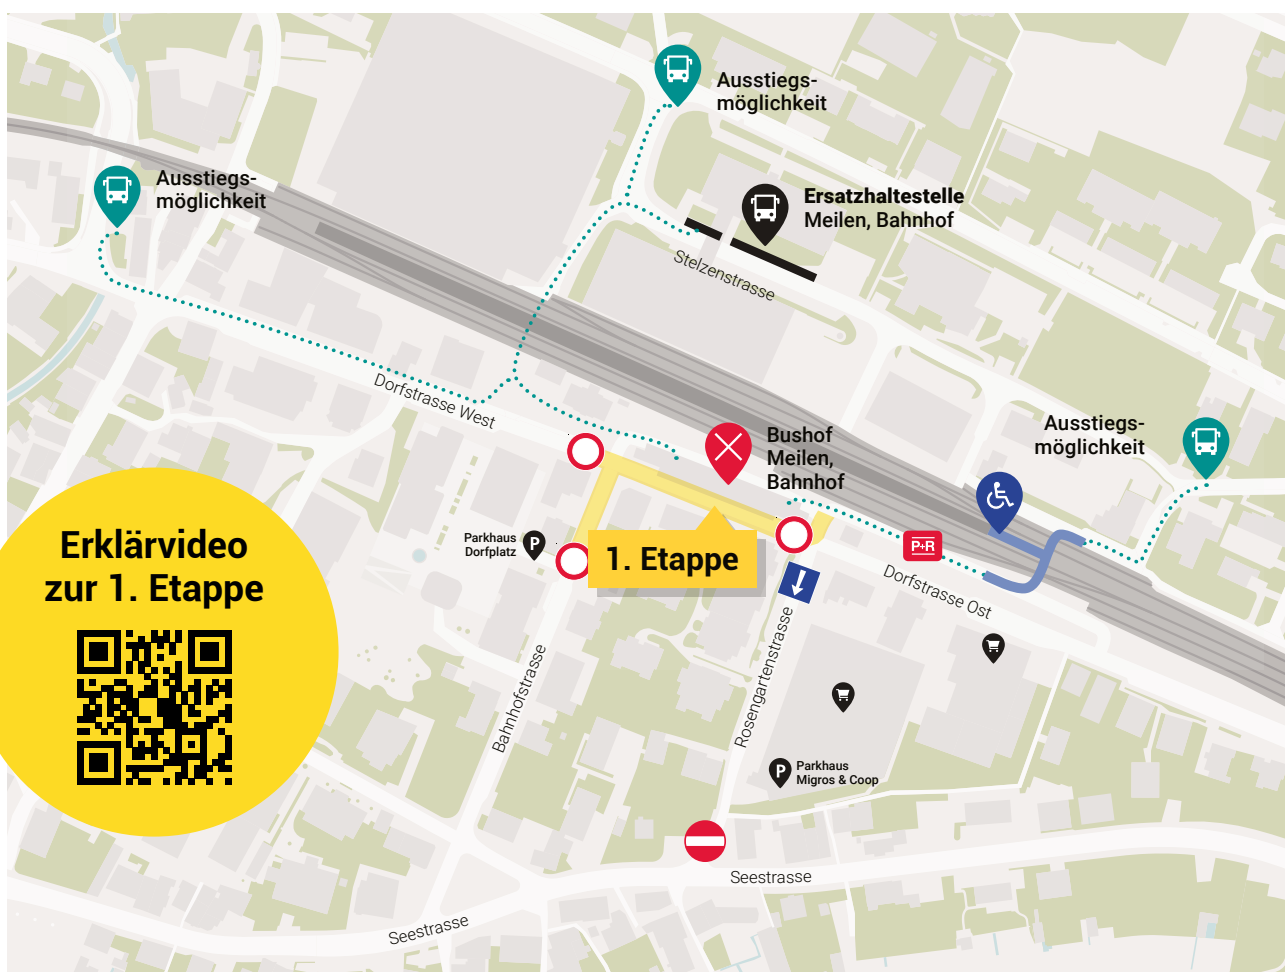 Ausstiegs-
möglichkeit
Ausstiegs-
möglichkeit
Ersatzhaltestelle
Meilen, Bahnhof
Stelzenstrasse
Dorfstrasse West
Bushof
Meilen,
Bahnhof
Ausstiegs-
möglichkeit
Parkhaus
Dorfplatz
P
1. Etappe
P+R
Dorfstrasse Ost
Erklärvideo
zur 1. Etappe
Bahnhofstrasse
Rosengartenstrasse
P
Parkhaus
Migros & Coop
Seestrasse
Seestrasse